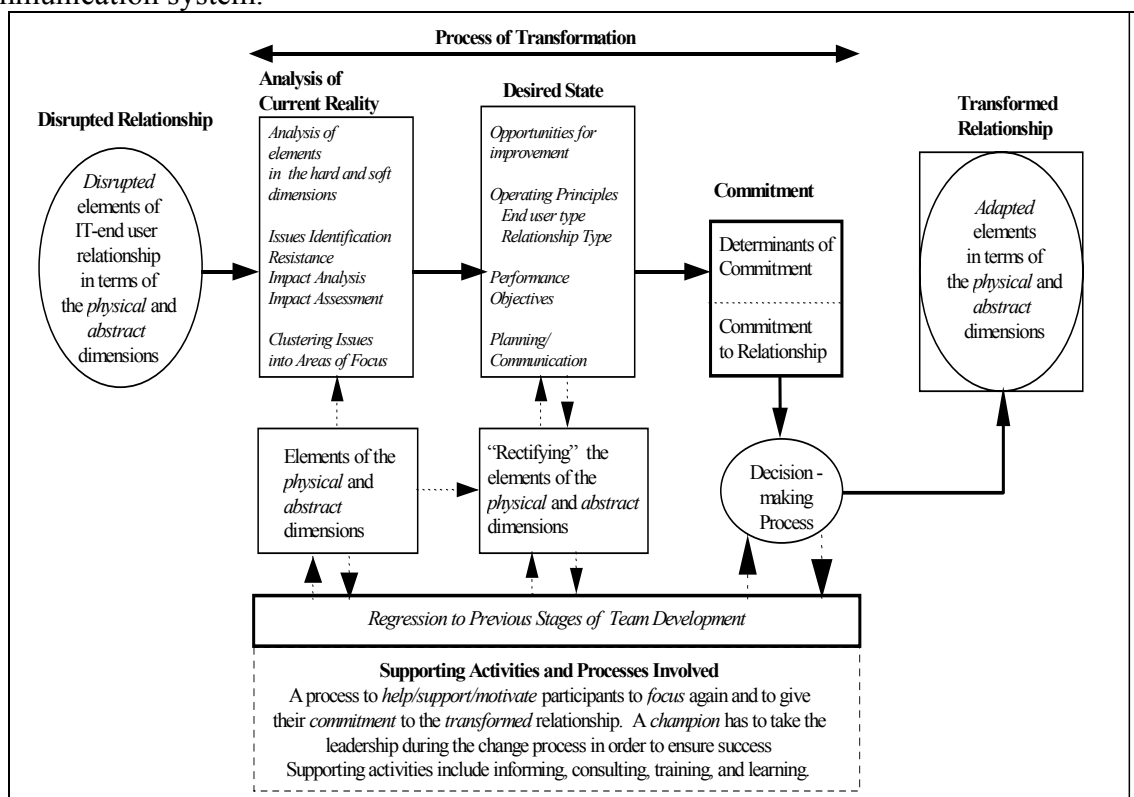 mmunication system.
Process of Transformation
Analysis of
Current Reality
Desired State
Disrupted Relationship
Transformed
Relationship
Disrupted
elements of
IT-end user
relationship
in terms of
the physical and
abstract
dimensions
Analysis of
elements
in the hard and soft
dimensions
Issues Identification
Resistance
Impact Analysis
Impact Assessment
Clustering Issues
into Areas of Focus
Opportunities for
improvement
Operating Principles
End user type
Relationship Type
Performance
Objectives
Planning/
Communication
Commitment
Determinants of
Commitment
Commitment
to Relationship
Adapted
elements
in terms of
the physical and
abstract
dimensions
Elements of the
physical and
abstract
dimensions
“Rectifying” the
elements of the
physical and abstract
dimensions
Decision -
making
Process
Regression to Previous Stages of Team Development
Supporting Activities and Processes Involved
A process to help/support/motivate participants to focus again and to give
their commitment to the transformed relationship. A champion has to take the
leadership during the change process in order to ensure success
Supporting activities include informing, consulting, training, and learning.